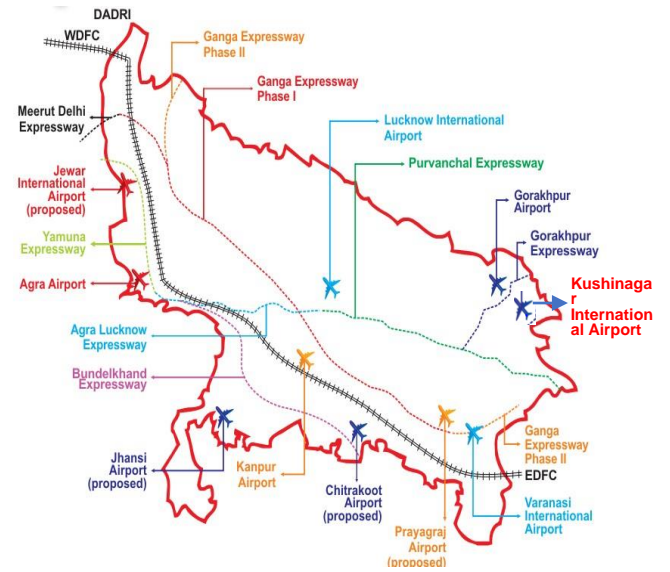 DADRI
WDFC
Ganga Expressway
Phase II
Ganga Expressway
Phase I
Meerut Delhi
Expressway
Lucknow International
Airport
Purvanchal Expressway
Jewar
International
Airport
(proposed)
Gorakhpur
Airport
Gorakhpur
Expressway
Yamuna
Expressway
Agra Airport
Kushinaga
r
Internation
al Airport
Agra Lucknow
Expressway
Bundelkhand
Expressway
Ganga
Expressway
Phase II
EDFC
Jhansi
Airport
(proposed)
Kanpur
Airport
Chitrakoot
Airport
(proposed)
Prayagraj
Airport
(proposed)
Varanasi
International
Airport